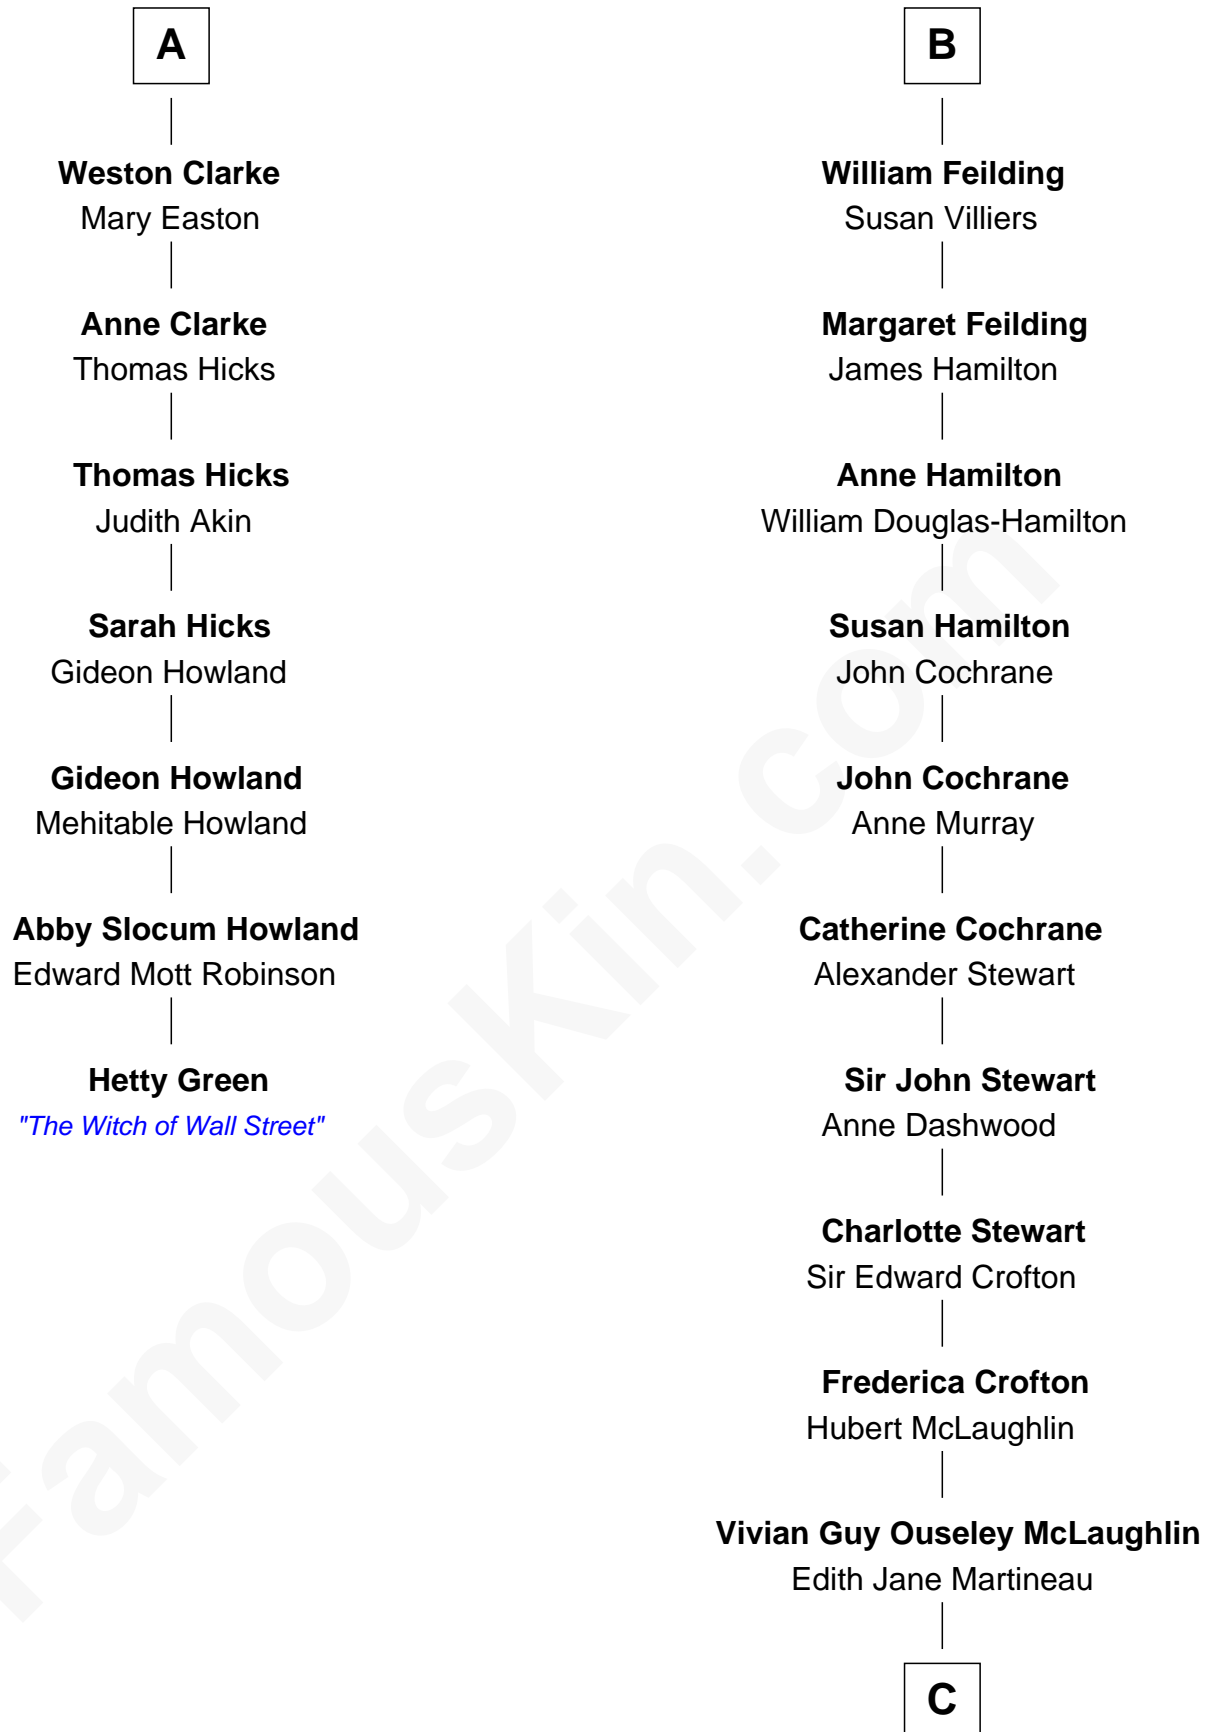 A
Weston Clarke
Mary Easton
Anne Clarke
Thomas Hicks
Thomas Hicks
Judith Akin
Sarah Hicks
Gideon Howland
Gideon Howland
Mehitable Howland
Abby Slocum Howland
Edward Mott Robinson
Hetty Green
"The Witch of Wall Street"
B
William Feilding
Susan Villiers
Margaret Feilding
James Hamilton
Anne Hamilton
William Douglas-Hamilton
Susan Hamilton
John Cochrane
John Cochrane
Anne Murray
Catherine Cochrane
Alexander Stewart
Sir John Stewart
Anne Dashwood
Charlotte Stewart
Sir Edward Crofton
Frederica Crofton
Hubert McLaughlin
Vivian Guy Ouseley McLaughlin
Edith Jane Martineau
C
FamousKin.com